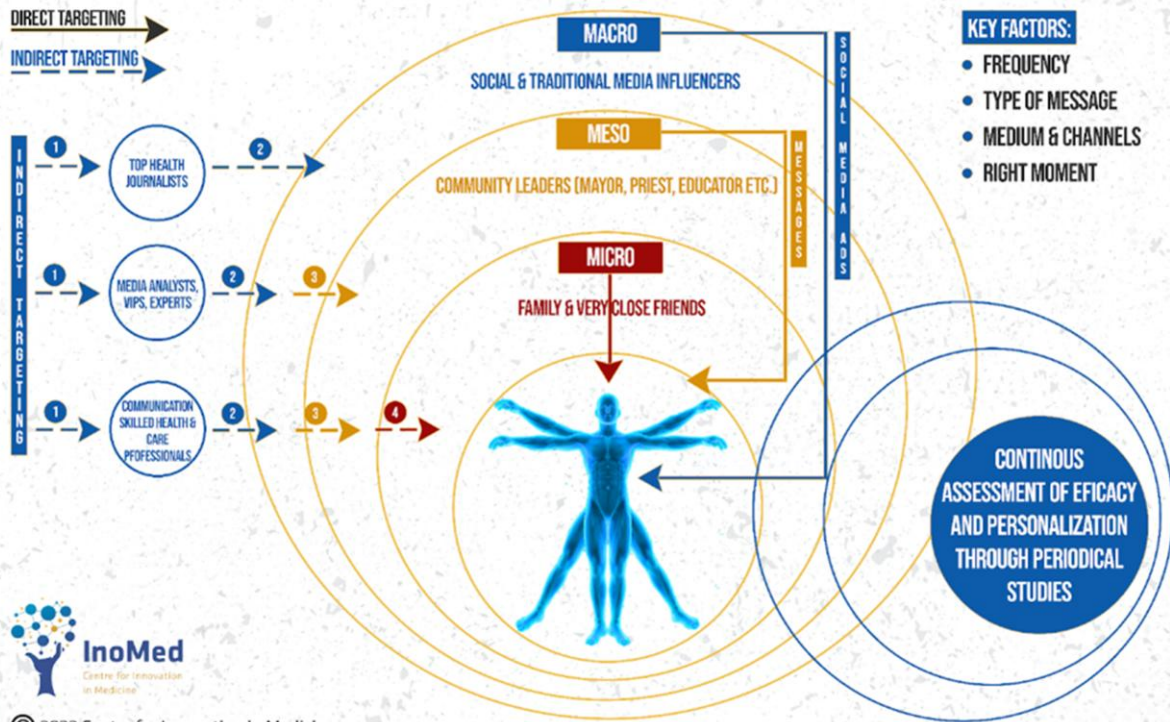 DIRECT TARGETING
INDIRECT TARGETING
INDIRECT TARGETING
1
TOP HEALTH
JOURNALISTS
2
1
MEDIA ANALYSTS,
VIPS, EXPERTS
2
3
1
COMMUNICATION
SKILLED HEALTH &
CARE
PFOFESSIONALS
2
3
4
MACRO
SOCIAL & TRADITIONAL MEDIA INFLUENCERS
MESO
COMMUNITY LEADERS (MAYOR, PRIEST, EDUCATOR ETC.)
MICRO
FAMILY & VERY CLOSE FRIENDS
MESSAGES
SOCIAL MEDIA ADS
KEY FACTORS:
• FREQUENCY
• TYPE OF MESSAGE
• MEDIUM & CHANNELS
• RIGHT MOMENT
CONTINOUS
ASSESSMENT OF EFICACY
AND PERSONALIZATION
THROUGH PERIODICAL
STUDIES
InoMed
Centre for Innovation
in Medicine